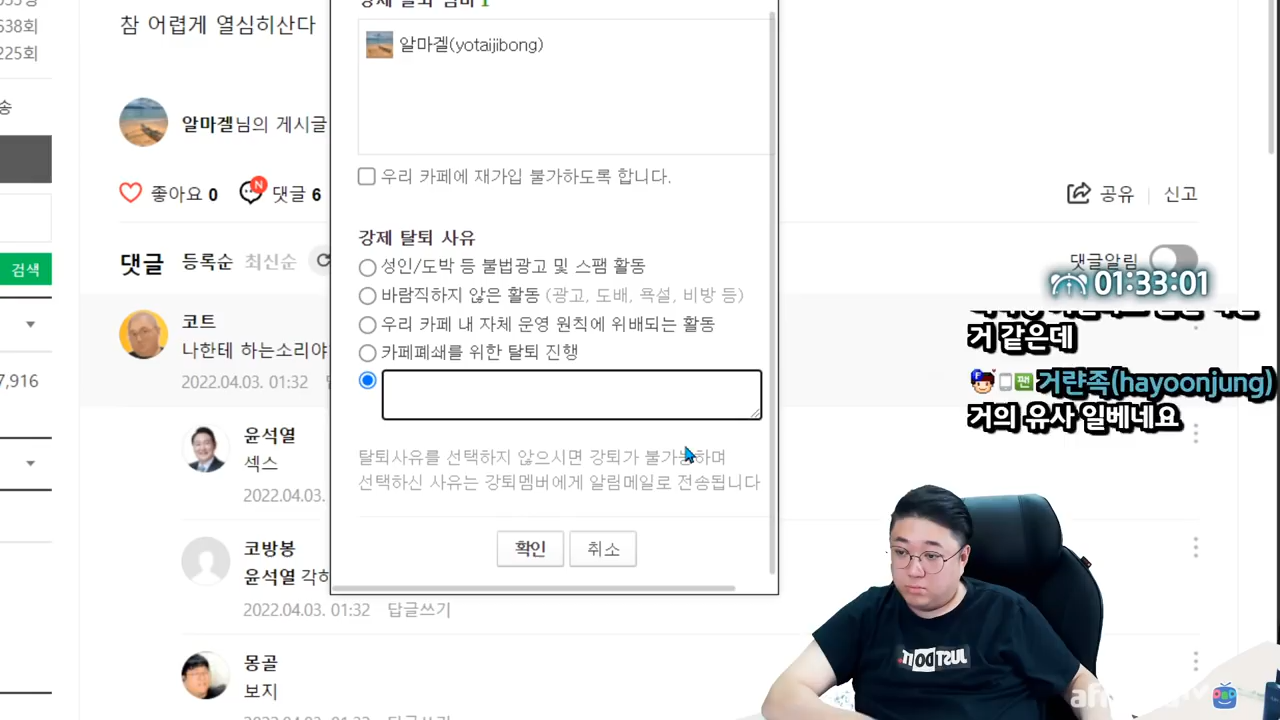 638회
225회
참 어렵게 열심히산다
알마겔님의 게시글
좋아요 0
댓글 6
N
검색
7,916
댓글 등록순 최신순
코트
나한테 하는소리야
2022.04.03. 01:32
윤석열
섹스
2022.04.03.
코방봉
윤석열 각하
2022.04.03. 01:32 답글쓰기
몽골
보지
알마겔(yotaijibong)
우리 카페에 재가입 불가하도록 합니다.
강제 탈퇴 사유
성인/도박 등 불법광고 및 스팸 활동
바람직하지 않은 활동 (광고, 도배, 욕설, 비방 등)
우리 카페 내 자체 운영 원칙에 위배되는 활동
카페폐쇄를 위한 탈퇴 진행
탈퇴사유를 선택하지 않으시면 강퇴가 불가능하며
선택하신 사유는 강퇴멤버에게 알림메일로 전송됩니다
확인 취소
공유 신고
댓글알림
01:33:01
거 같은데
F 팬 거랸족(hayoonjung)
거의 유사 일베네요
JUST DO IT.